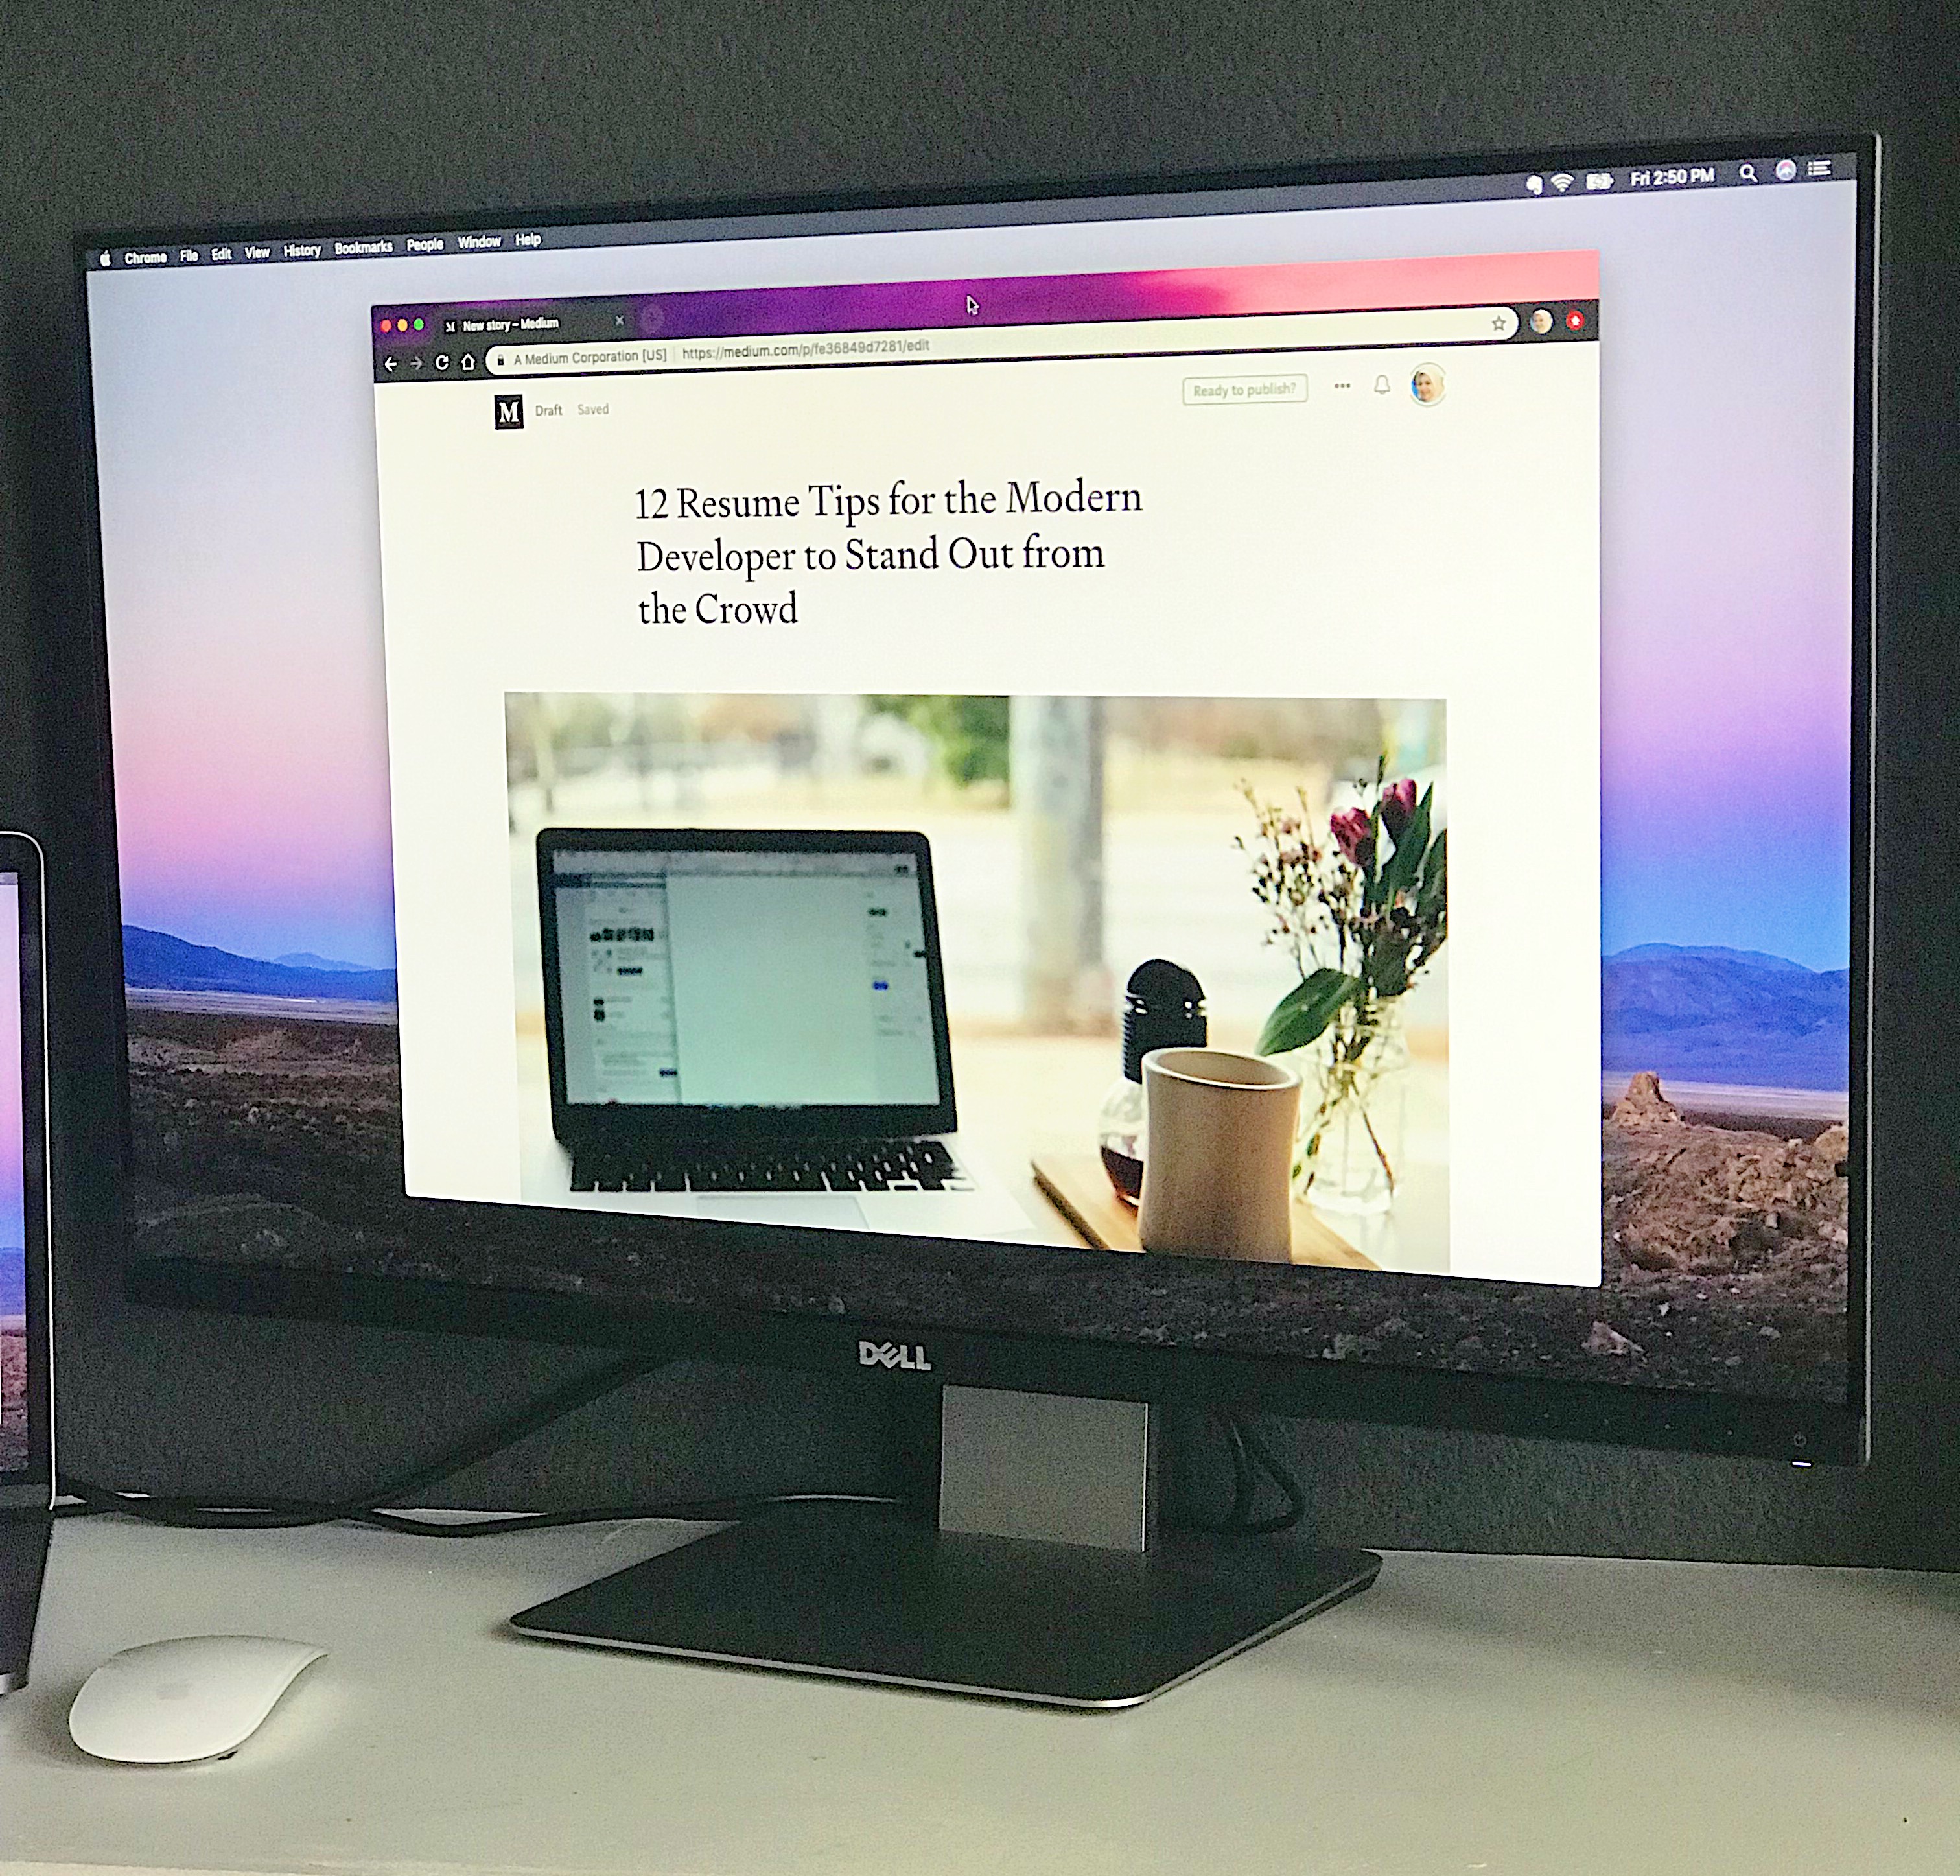 Chrome File Edit View History Bookmarks People Window Help
Fri 2:50 PM
New story – Medium
A Medium Corporation [US] https://medium.com/p/fe36849d7281/edit
M Draft Saved
Ready to publish?
12 Resume Tips for the Modern
Developer to Stand Out from
the Crowd
DELL